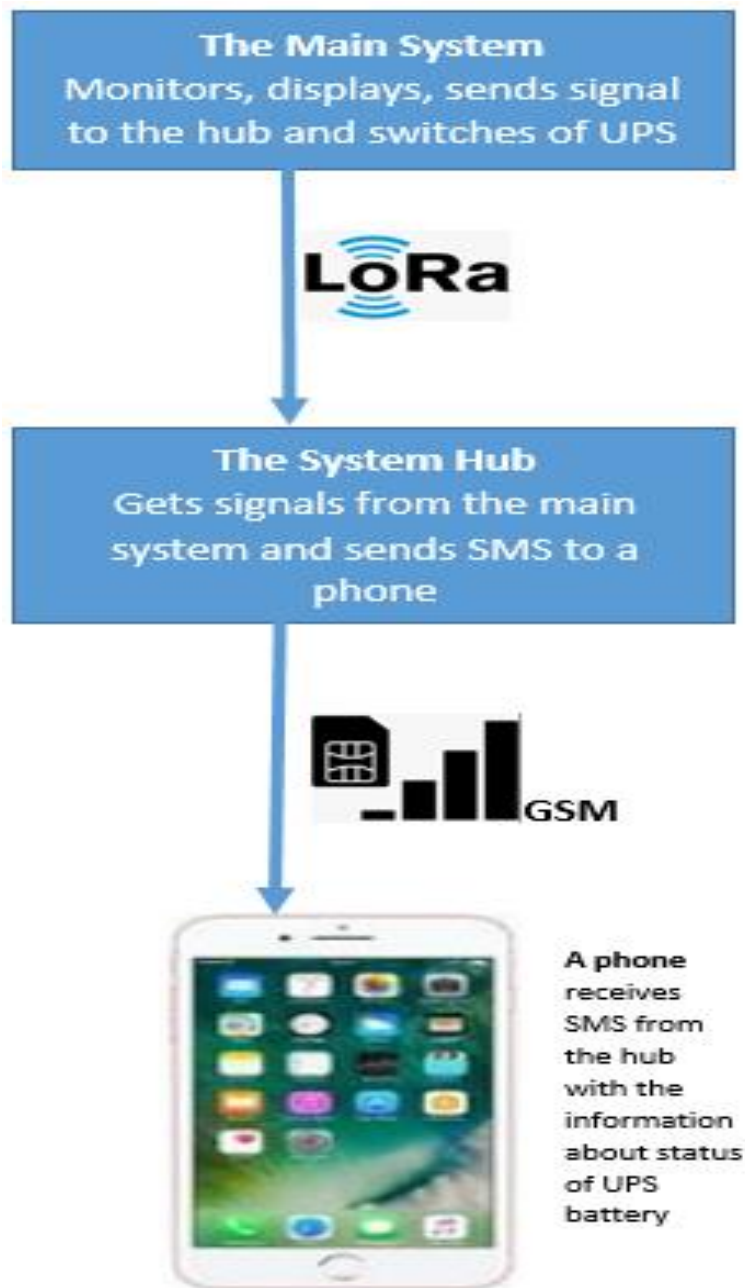 The Main System
Monitors, displays, sends signal
to the hub and switches of UPS
LoRa
The System Hub
Gets signals from the main
system and sends SMS to a
phone
GSM
A phone
receives
SMS from
the hub
with the
information
about status
of UPS
battery